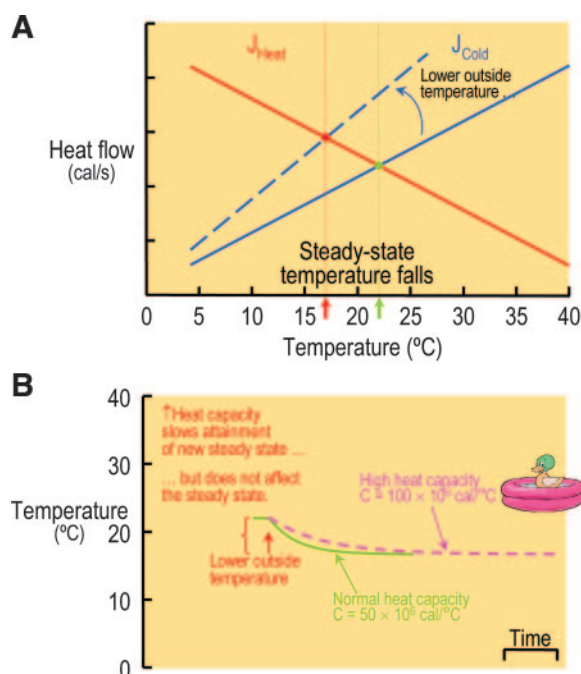 A
J_Heat
J_Cold
Lower outside
temperature ...
Heat flow
(cal/s)
Steady-state
temperature falls
0 5 10 15 20 25 30 35 40
Temperature (ºC)
B
40
30
20
10
0
Temperature
(ºC)
↑Heat capacity
slows attainment
of new steady state ...
... but does not affect
the steady state.
High heat capacity
C = 100 × 10⁶ cal/ºC
Lower outside
temperature
Normal heat capacity
C = 50 × 10⁶ cal/ºC
Time